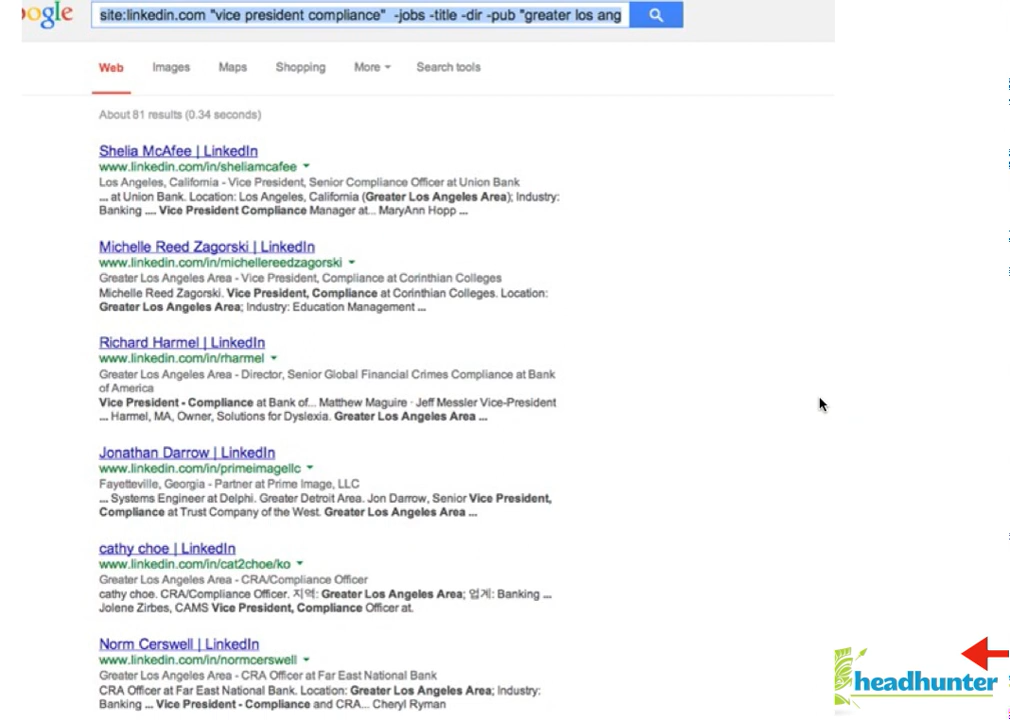 ogle
site:linkedin.com "vice president compliance" -jobs -title -dir -pub "greater los ang
Web Images Maps Shopping More Search tools
About 81 results (0.34 seconds)
Shelia McAfee | LinkedIn
www.linkedin.com/in/sheliamcafee
Los Angeles, California - Vice President, Senior Compliance Officer at Union Bank
... at Union Bank. Location: Los Angeles, California (Greater Los Angeles Area); Industry:
Banking .... Vice President Compliance Manager at... MaryAnn Hopp ...
Michelle Reed Zagorski | LinkedIn
www.linkedin.com/in/michellereedzagorski
Greater Los Angeles Area - Vice President, Compliance at Corinthian Colleges
Michelle Reed Zagorski. Vice President, Compliance at Corinthian Colleges. Location:
Greater Los Angeles Area; Industry: Education Management ...
Richard Harmel | LinkedIn
www.linkedin.com/in/rharmel
Greater Los Angeles Area - Director, Senior Global Financial Crimes Compliance at Bank
of America
Vice President - Compliance at Bank of... Matthew Maguire · Jeff Messler Vice-President
... Harmel, MA, Owner, Solutions for Dyslexia. Greater Los Angeles Area ...
Jonathan Darrow | LinkedIn
www.linkedin.com/in/primeimagellc
Fayetteville, Georgia - Partner at Prime Image, LLC
... Systems Engineer at Delphi. Greater Detroit Area. Jon Darrow, Senior Vice President,
Compliance at Trust Company of the West. Greater Los Angeles Area ...
cathy choe | LinkedIn
www.linkedin.com/in/cat2choe/ko
Greater Los Angeles Area - CRA/Compliance Officer
cathy choe. CRA/Compliance Officer. 지역: Greater Los Angeles Area; 업계: Banking ...
Jolene Zirbes, CAMS Vice President, Compliance Officer at.
Norm Cerswell | LinkedIn
www.linkedin.com/in/normcerswell
Greater Los Angeles Area - CRA Officer at Far East National Bank
CRA Officer at Far East National Bank. Location: Greater Los Angeles Area; Industry:
Banking ... Vice President - Compliance and CRA... Cheryl Ryman
headhunter